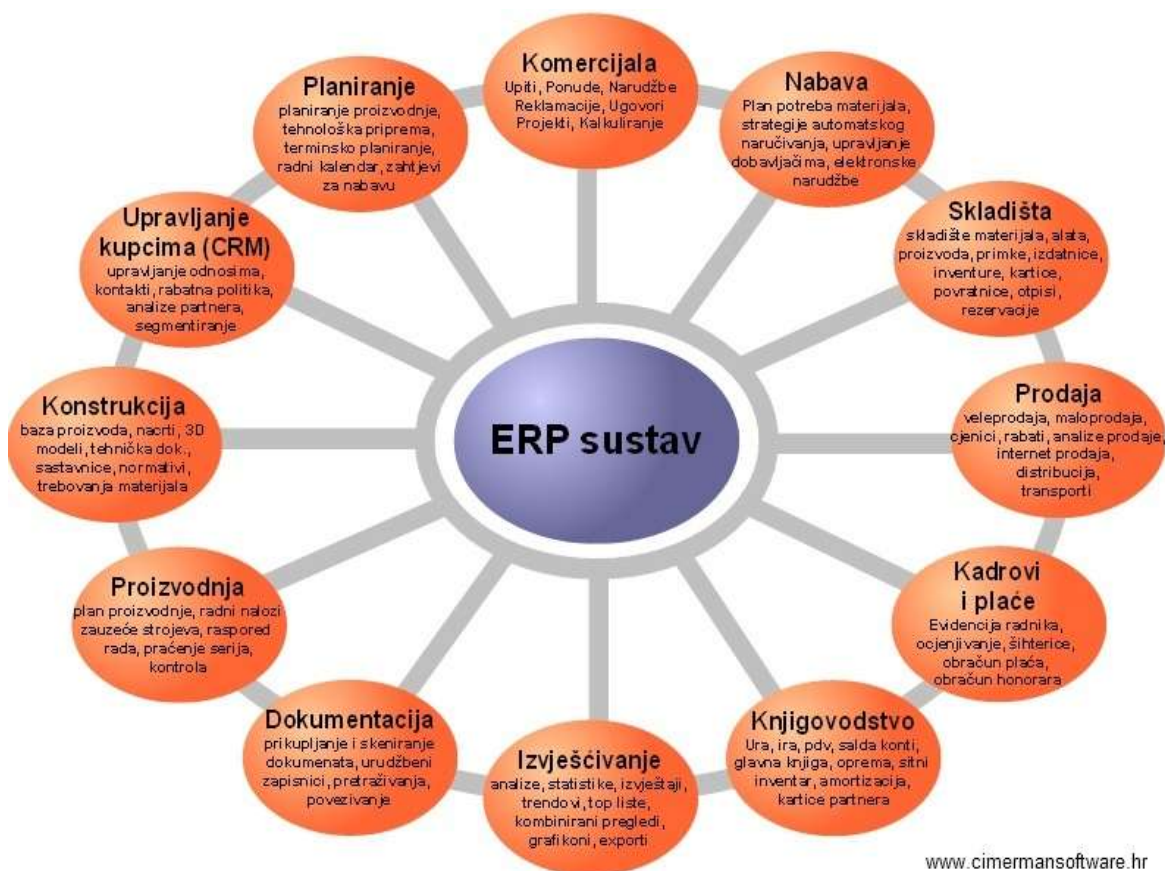 Komercijala
Upiti, Ponude, Narudžbe
Reklamacije, Ugovori
Projekti, Kalkuliranje
Nabava
Plan potreba materijala,
strategije automatskog
naručivanja, upravljanje
dobavljačima, elektronske
narudžbe
Skladišta
skladište materijala, alata,
proizvoda, primke, izdatnice,
inventure, kartice,
povratnice, otpisi,
rezervacije
Prodaja
veleprodaja, maloprodaja,
cjenici, rabati, analize prodaje,
internet prodaja,
distribucija,
transporti
Kadrovi
i plaće
Evidencija radnika,
ocjenjivanje, šihterice,
obračun plaća,
obračun honorara
Knjigovodstvo
Ura, ira, pdv, salda konti,
glavna knjiga, oprema, sitni
inventar, amortizacija,
kartice partnera
Izvješćivanje
analize, statistike, izvještaji,
trendovi, top liste,
kombinirani pregledi,
grafikoni, exporti
Dokumentacija
prikupljanje i skeniranje
dokumenata, urudžbeni
zapisnici, pretraživanja,
povezivanje
Proizvodnja
plan proizvodnje, radni nalozi
zauzeće strojeva, raspored
rada, praćenje serija,
kontrola
Konstrukcija
baza proizvoda, nacrti, 3D
modeli, tehnička dok.,
sastavnice, normativi,
trebovanja materijala
Upravljanje
kupcima (CRM)
upravljanje odnosima,
kontakti, rabatna politika,
analize partnera,
segmentiranje
Planiranje
planiranje proizvodnje,
tehnološka priprema,
terminsko planiranje,
radni kalendar, zahtjevi
za nabavu
ERP sustav
www.cimermansoftware.hr